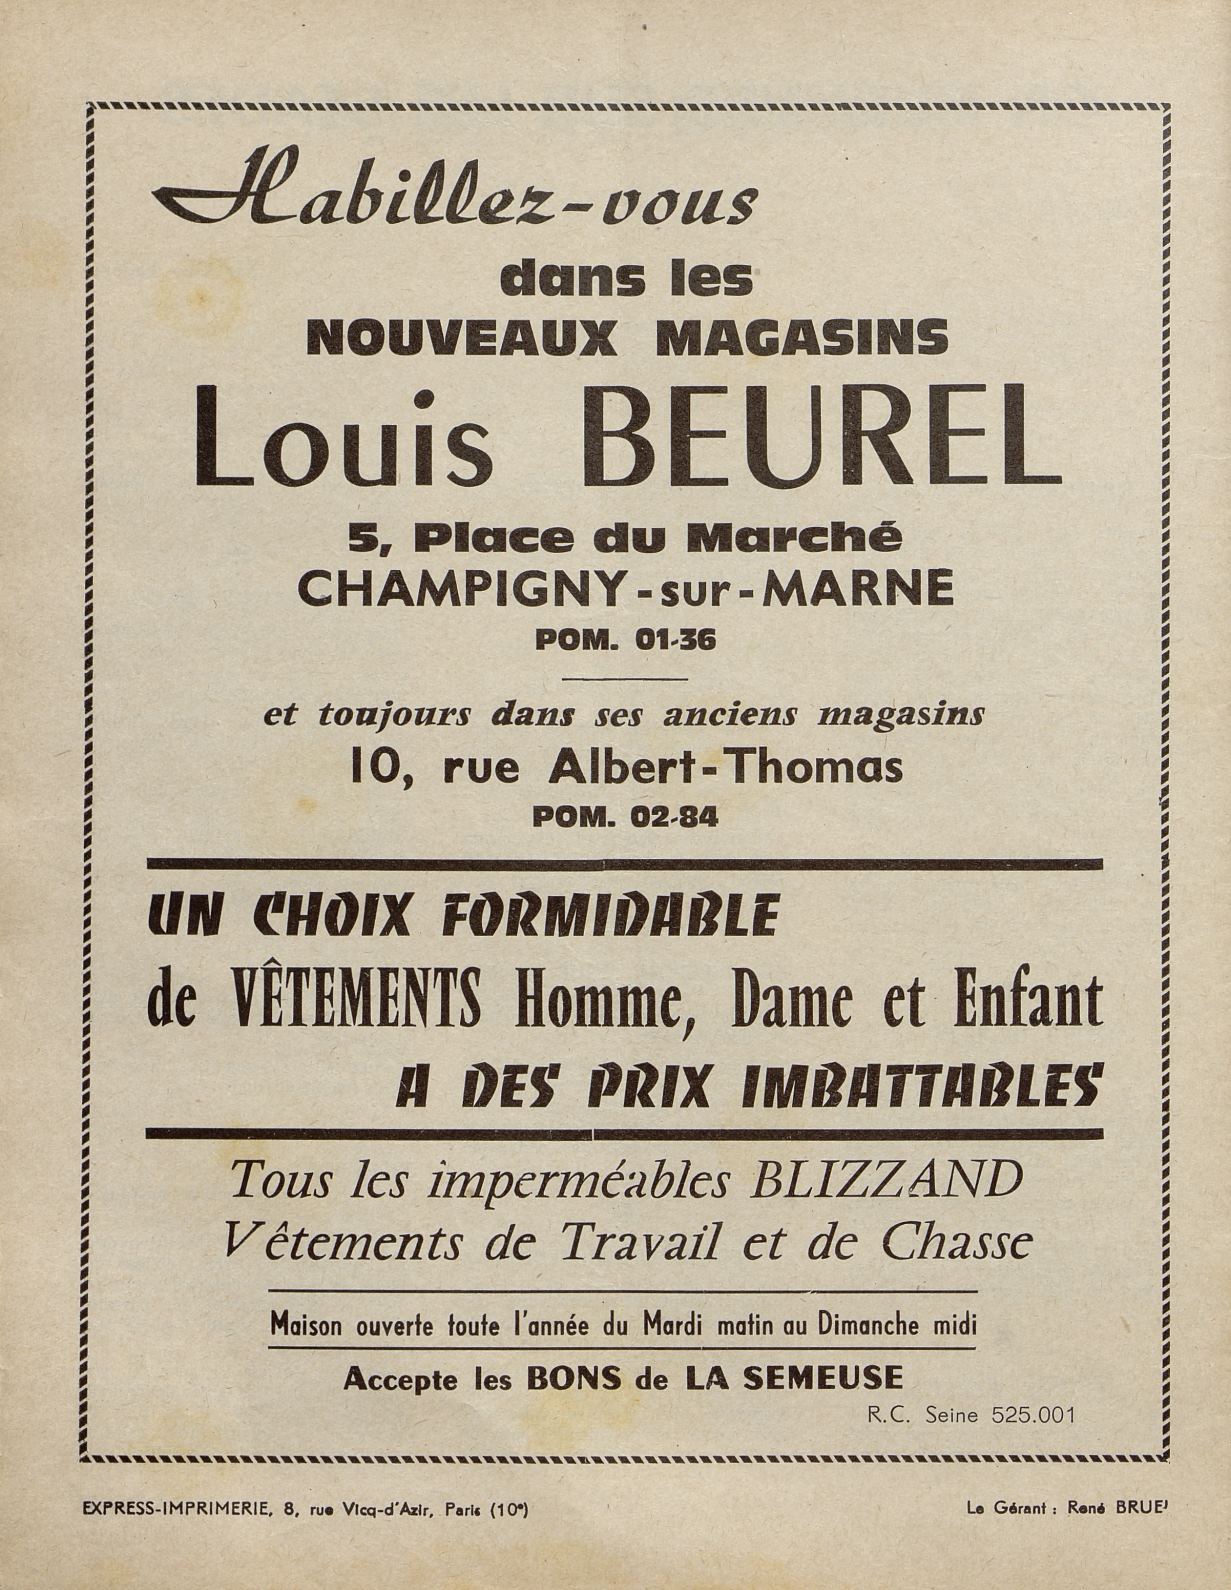 Habillez-vous
dans les
NOUVEAUX MAGASINS
Louis BEUREL
5, Place du Marché
CHAMPIGNY-sur-MARNE
POM. 01-36
et toujours dans ses anciens magasins
10, rue Albert-Thomas
POM. 02-84
UN CHOIX FORMIDABLE
de VÊTEMENTS Homme, Dame et Enfant
A DES PRIX IMBATTABLES
Tous les imperméables BLIZZAND
Vêtements de Travail et de Chasse
Maison ouverte toute l'année du Mardi matin au Dimanche midi
Accepte les BONS de LA SEMEUSE
R.C. Seine 525.001
EXPRESS-IMPRIMERIE, 8, rue Vicq-d'Azir, Paris (10e)
Le Gérant : René